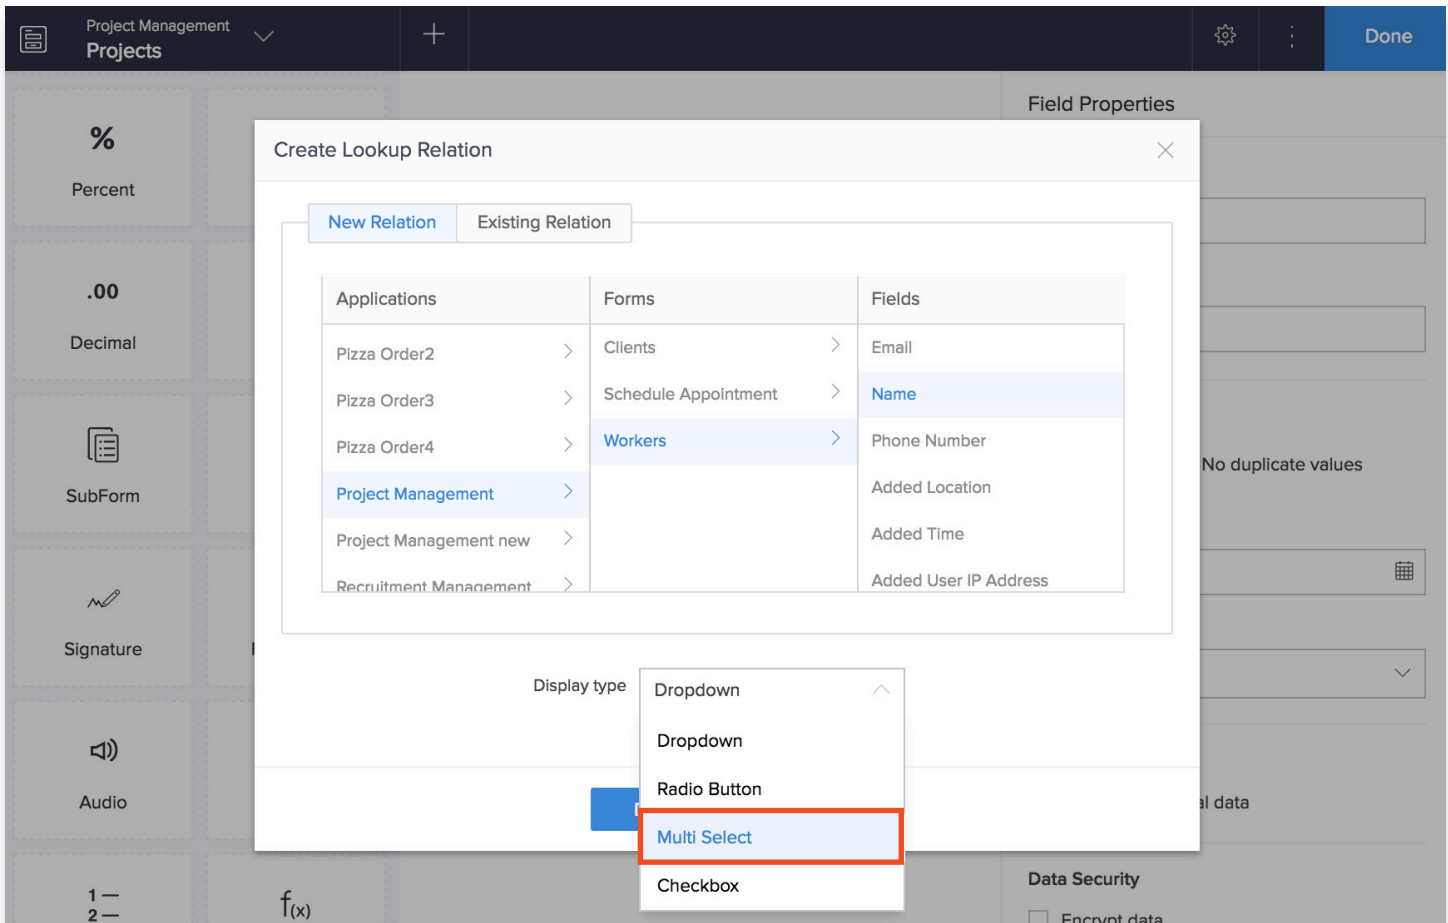 Project Management
Projects
Done
Field Properties
%
Percent
Create Lookup Relation
New Relation
Existing Relation
Applications
Forms
Fields
Pizza Order2
Clients
Email
Pizza Order3
Schedule Appointment
Name
Pizza Order4
Workers
Phone Number
Project Management
Added Location
Project Management new
Added Time
Recruitment Management
Added User IP Address
.00
Decimal
SubForm
No duplicate values
Signature
Display type
Dropdown
Dropdown
Radio Button
Multi Select
Checkbox
Audio
data
Data Security
Encrypt data
1
2
f(x)